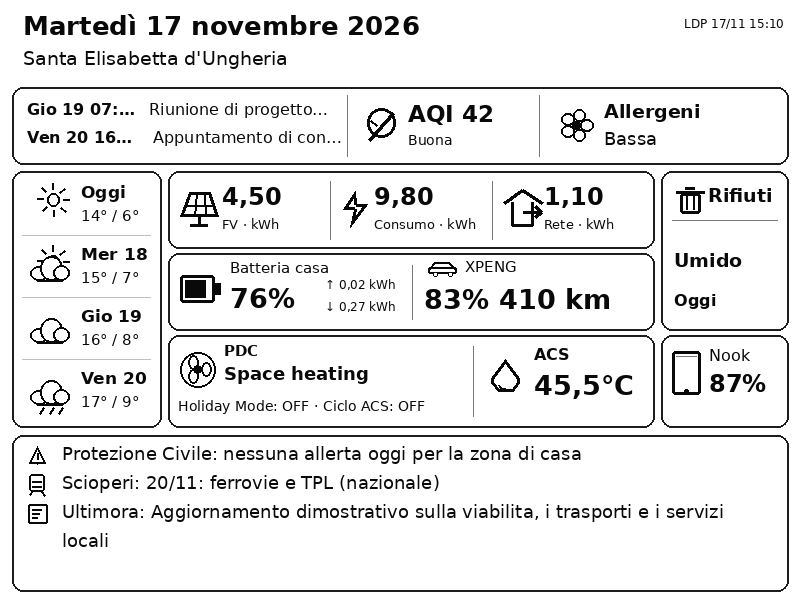 Martedì 17 novembre 2026
LDP 17/11 15:10
Santa Elisabetta d'Ungheria
Gio 19 07:... Riunione di progetto...
Ven 20 16... Appuntamento di con...
AQI 42
Buona
Allergeni
Bassa
Oggi
14° / 6°
Mer 18
15° / 7°
Gio 19
16° / 8°
Ven 20
17° / 9°
4,50
FV · kWh
9,80
Consumo · kWh
1,10
Rete · kWh
Rifiuti
Umido
Oggi
Batteria casa
76%
↑ 0,02 kWh
↓ 0,27 kWh
XPENG
83% 410 km
PDC
Space heating
Holiday Mode: OFF · Ciclo ACS: OFF
ACS
45,5°C
Nook
87%
Protezione Civile: nessuna allerta oggi per la zona di casa
Scioperi: 20/11: ferrovie e TPL (nazionale)
Ultimora: Aggiornamento dimostrativo sulla viabilita, i trasporti e i servizi
locali